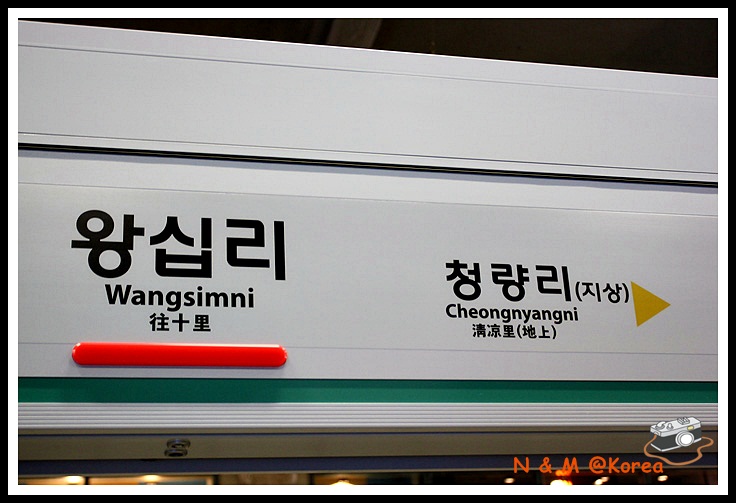 왕십리
Wangsimni
往十里
청량리(지상)
Cheongnyangni
淸凉里(地上)
N & M @Korea